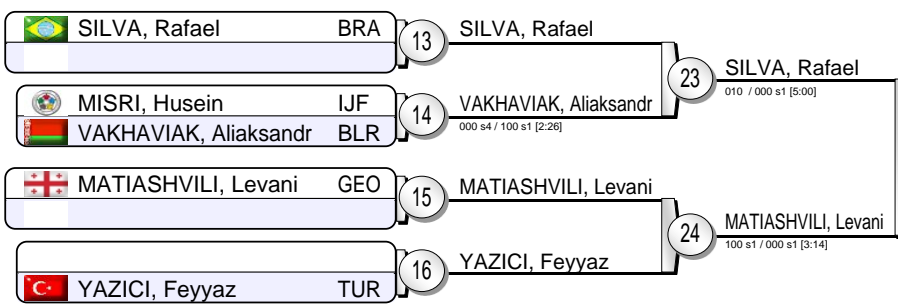 SILVA, Rafael BRA
13
SILVA, Rafael
MISRI, Husein IJF
VAKHAVIAK, Aliaksandr BLR
14
VAKHAVIAK, Aliaksandr
000 s4 / 100 s1 [2:26]
23
SILVA, Rafael
010 / 000 s1 [5:00]
MATIASHVILI, Levani GEO
15
MATIASHVILI, Levani
YAZICI, Feyyaz TUR
16
YAZICI, Feyyaz
24
MATIASHVILI, Levani
100 s1 / 000 s1 [3:14]